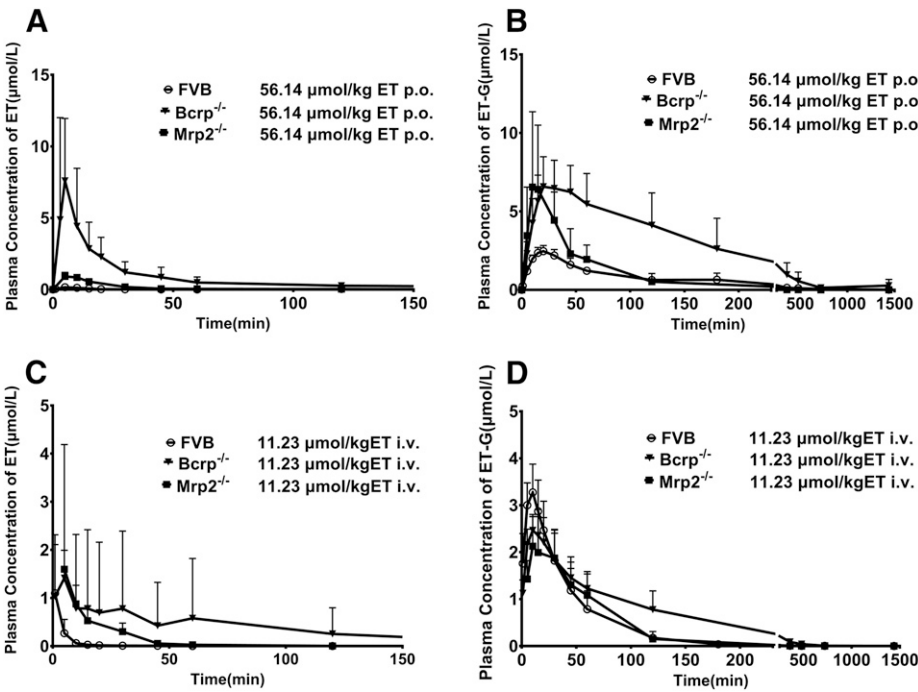 A
Plasma Concentration of ET(μmol/L)
15
10
5
0
FVB 56.14 μmol/kg ET p.o.
Bcrp-/- 56.14 μmol/kg ET p.o.
Mrp2-/- 56.14 μmol/kg ET p.o.
0 50 100 150
Time(min)
B
Plasma Concentration of ET-G(μmol/L)
15
10
5
0
FVB 56.14 μmol/kg ET p.o
Bcrp-/- 56.14 μmol/kg ET p.o
Mrp2-/- 56.14 μmol/kg ET p.o
0 50 100 150 200 500 1000 1500
Time(min)
C
Plasma Concentration of ET(μmol/L)
5
4
3
2
1
0
FVB 11.23 μmol/kgET i.v.
Bcrp-/- 11.23 μmol/kgET i.v.
Mrp2-/- 11.23 μmol/kgET i.v.
0 50 100 150
Time(min)
D
Plasma Concentration of ET-G(μmol/L)
5
4
3
2
1
0
FVB 11.23 μmol/kgET i.v.
Bcrp-/- 11.23 μmol/kgET i.v.
Mrp2-/- 11.23 μmol/kgET i.v.
0 50 100 150 200 500 1000 1500
Time(min)